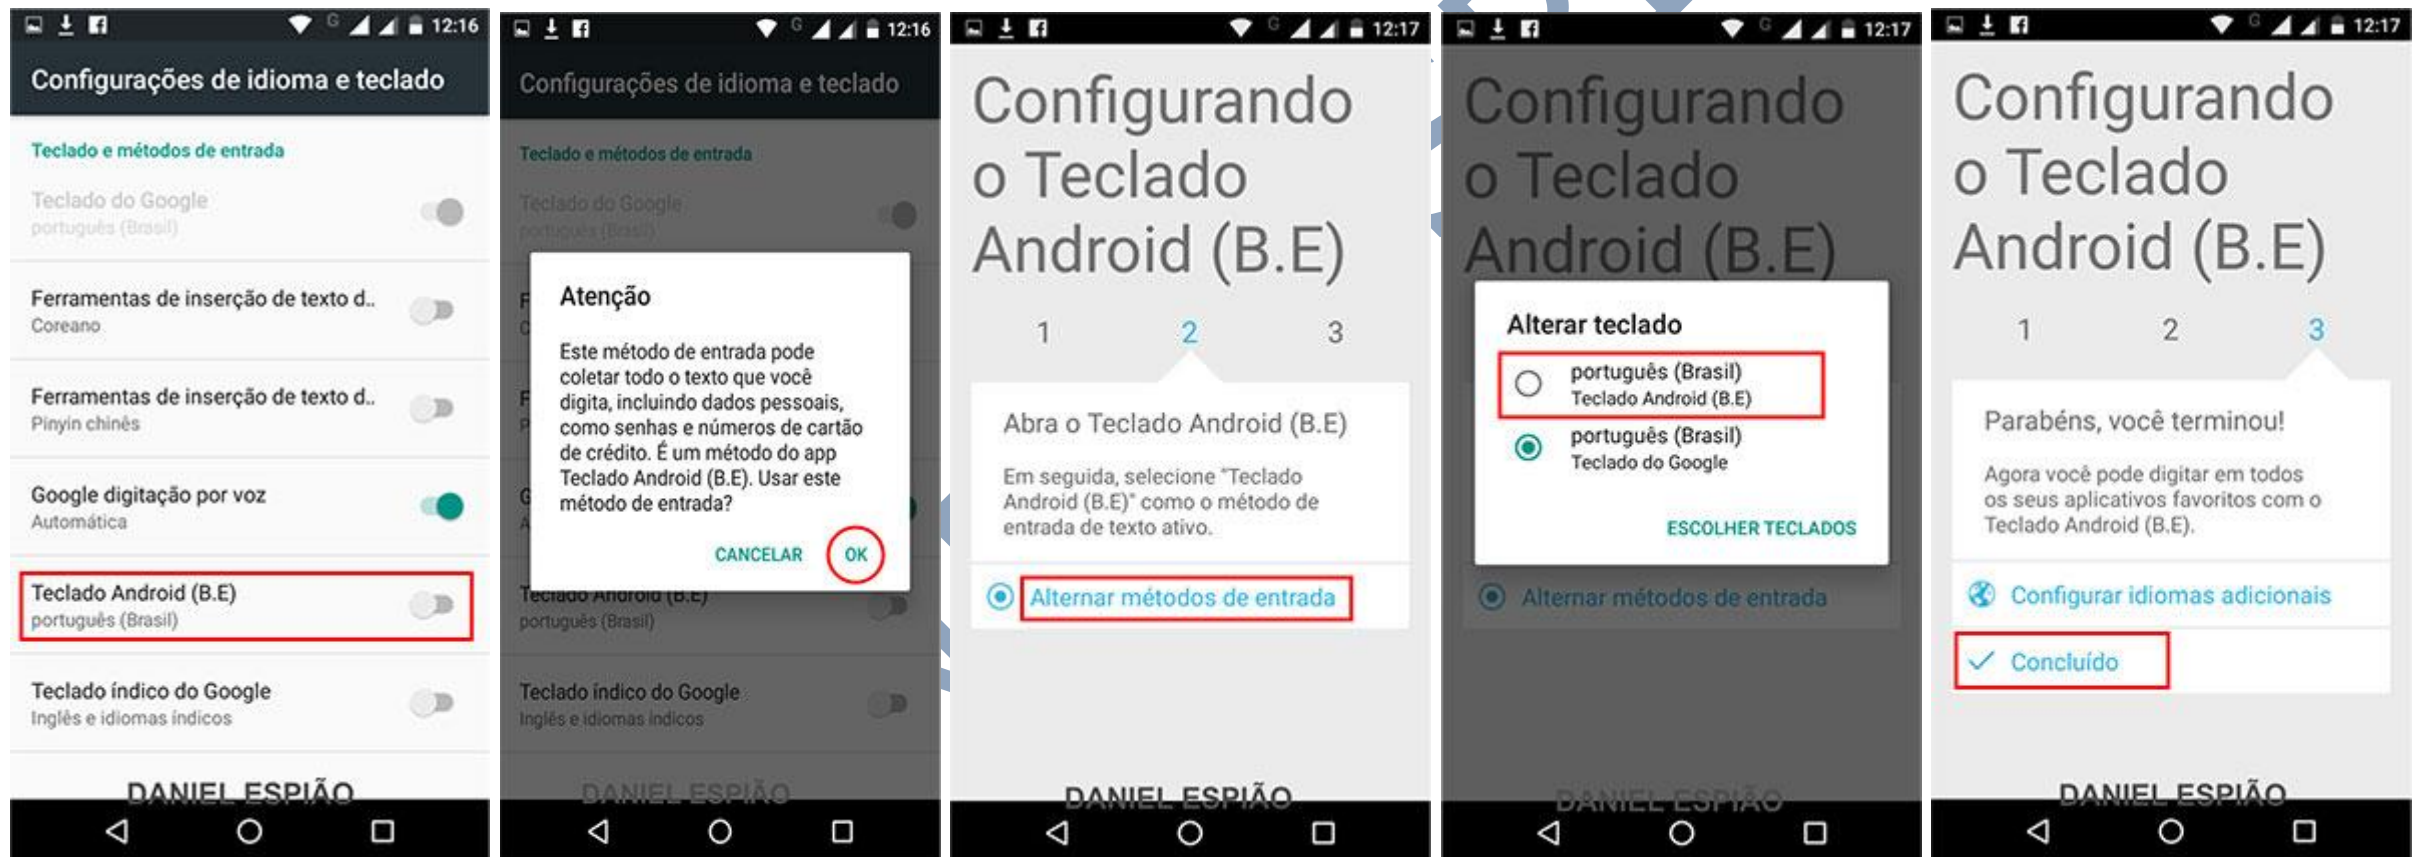 12:16
Configurações de idioma e teclado
Teclado e métodos de entrada
Teclado do Google
português (Brasil)
Ferramentas de inserção de texto d..
Coreano
Ferramentas de inserção de texto d..
Pinyin chinês
Google digitação por voz
Automática
Teclado Android (B.E)
português (Brasil)
Teclado índico do Google
Inglês e idiomas índicos
DANIEL ESPIÃO
G 12:16
Configurações de idioma e teclado
Teclado e métodos de entrada
Teclado do Google
português (Brasil)
Atenção
Este método de entrada pode
coletar todo o texto que você
digita, incluindo dados pessoais,
como senhas e números de cartão
de crédito. É um método do app
Teclado Android (B.E). Usar este
método de entrada?
CANCELAR OK
Teclado Android (B.E)
português (Brasil)
Teclado índico do Google
Inglês e idiomas índicos
DANIEL ESPIÃO
G 12:17
Configurando
o Teclado
Android (B.E)
1 2 3
Abra o Teclado Android (B.E)
Em seguida, selecione "Teclado
Android (B.E)" como o método de
entrada de texto ativo.
Alternar métodos de entrada
DANIEL ESPIÃO
G 12:17
Configurando
o Teclado
Android (B.E)
Alterar teclado
português (Brasil)
Teclado Android (B.E)
português (Brasil)
Teclado do Google
ESCOLHER TECLADOS
Alternar métodos de entrada
DANIEL ESPIÃO
G 12:17
Configurando
o Teclado
Android (B.E)
1 2 3
Parabéns, você terminou!
Agora você pode digitar em todos
os seus aplicativos favoritos com o
Teclado Android (B.E).
Configurar idiomas adicionais
Concluído
DANIEL ESPIÃO